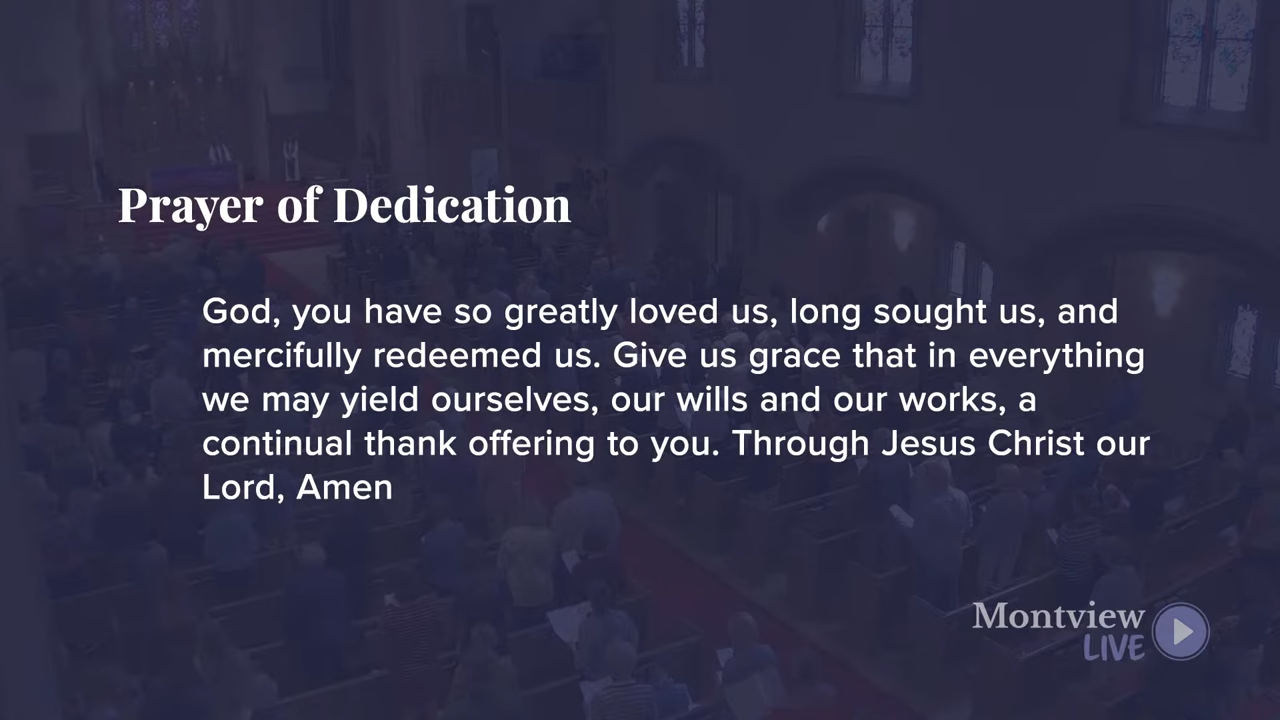 Prayer of Dedication
God, you have so greatly loved us, long sought us, and
mercifully redeemed us. Give us grace that in everything
we may yield ourselves, our wills and our works, a
continual thank offering to you. Through Jesus Christ our
Lord, Amen
Montview
LIVE